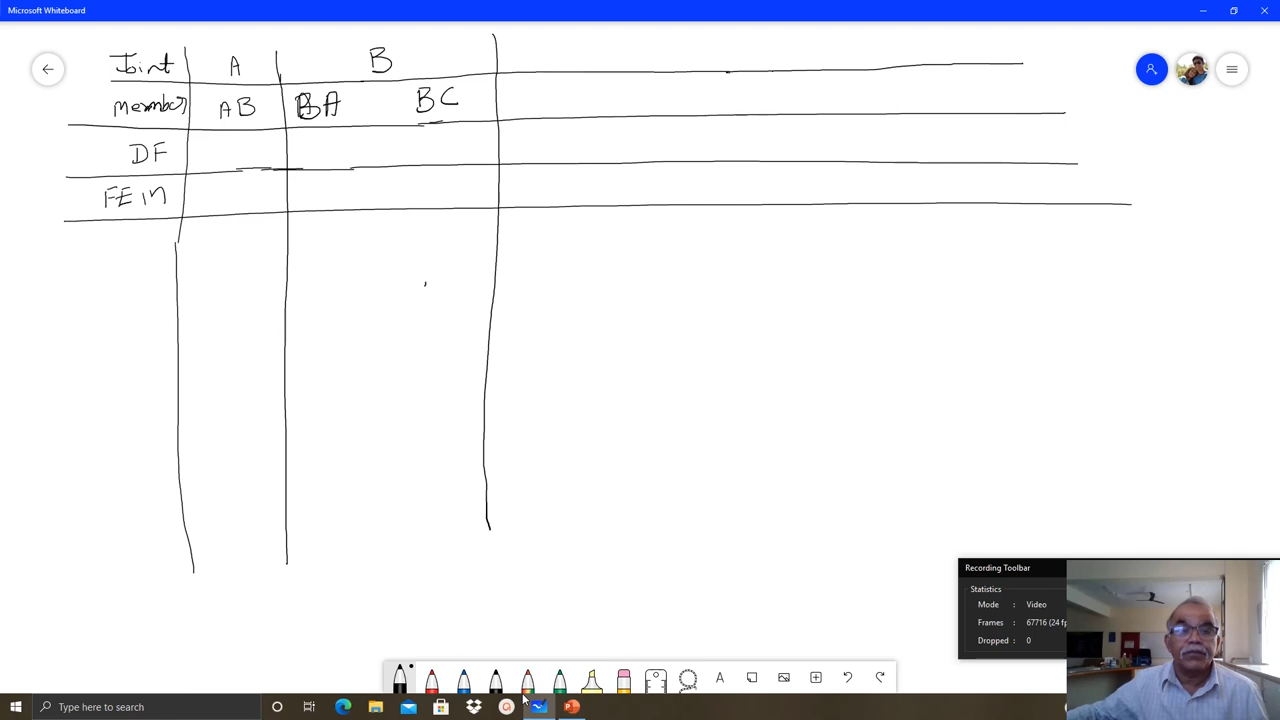 Microsoft Whiteboard
Joint A B
Member AB BA BC
DF
FEM
Recording Toolbar
Statistics
Mode : Video
Frames : 67716 (24 fp
Dropped : 0
A
Type here to search